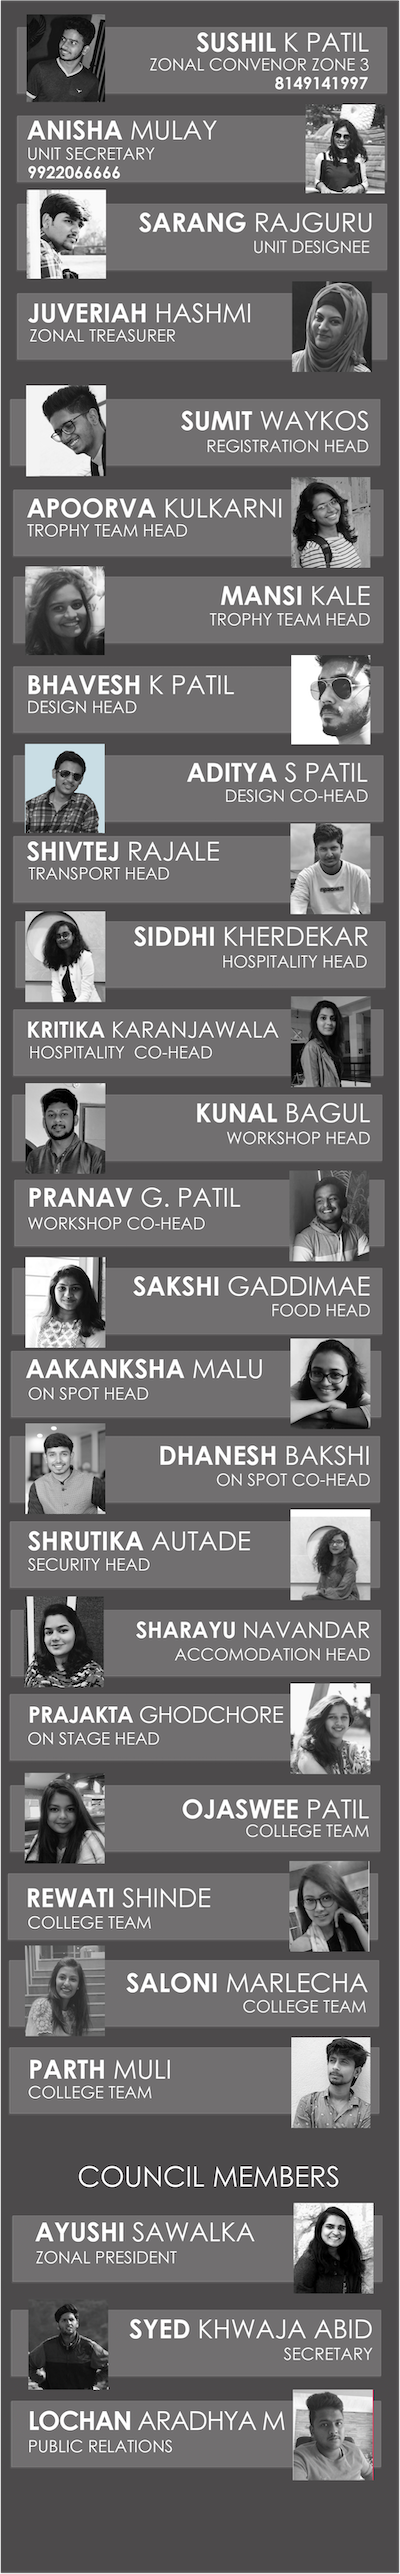 SUSHIL K PATIL
ZONAL CONVENOR ZONE 3
8149141997
ANISHA MULAY
UNIT SECRETARY
9922066666
SARANG RAJGURU
UNIT DESIGNEE
JUVERIAH HASHMI
ZONAL TREASURER
SUMIT WAYKOS
REGISTRATION HEAD
APOORVA KULKARNI
TROPHY TEAM HEAD
MANSI KALE
TROPHY TEAM HEAD
BHAVESH K PATIL
DESIGN HEAD
ADITYA S PATIL
DESIGN CO-HEAD
SHIVTEJ RAJALE
TRANSPORT HEAD
SIDDHI KHERDEKAR
HOSPITALITY HEAD
KRITIKA KARANJAWALA
HOSPITALITY CO-HEAD
KUNAL BAGUL
WORKSHOP HEAD
PRANAV G. PATIL
WORKSHOP CO-HEAD
SAKSHI GADDIMAE
FOOD HEAD
AAKANKSHA MALU
ON SPOT HEAD
DHANESH BAKSHI
ON SPOT CO-HEAD
SHRUTIKA AUTADE
SECURITY HEAD
SHARAYU NAVANDAR
ACCOMODATION HEAD
PRAJAKTA GHODCHORE
ON STAGE HEAD
OJASWEE PATIL
COLLEGE TEAM
REWATI SHINDE
COLLEGE TEAM
SALONI MARLECHA
COLLEGE TEAM
PARTH MULI
COLLEGE TEAM
COUNCIL MEMBERS
AYUSHI SAWALKA
ZONAL PRESIDENT
SYED KHWAJA ABID
SECRETARY
LOCHAN ARADHYA M
PUBLIC RELATIONS